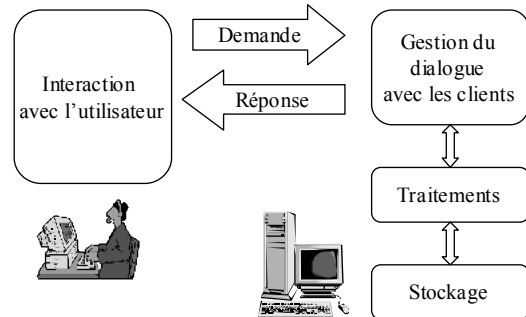 Demande
Interaction
avec l'utilisateur
Réponse
Gestion du
dialogue
avec les clients
Traitements
Stockage